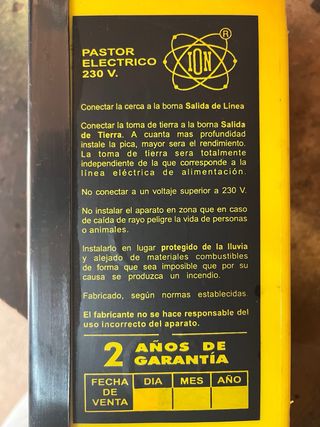 PASTOR
ELECTRICO
230 V.
ION
®
Conectar la cerca a la borna Salida de Linea
Conectar la toma de tierra a la borna Salida
de Tierra. A cuanta mas profundidad
instale la pica, mayor sera el rendimiento.
La toma de tierra sera totalmente
independiente de la que corresponde a la
línea eléctrica de alimentación.
No conectar a un voltaje superior a 230 V.
No instalar el aparato en zona que en caso
de caída de rayo peligre la vida de personas
o animales.
Instalarlo en lugar protegido de la lluvia
y alejado de materiales combustibles
de forma que sea imposible que por su
causa se produzca un incendio.
Fabricado, según normas establecidas
El fabricante no se hace responsable del
uso incorrecto del aparato.
2 AÑOS DE
GARANTÍA
FECHA
DE
VENTA
DIA
MES
AÑO